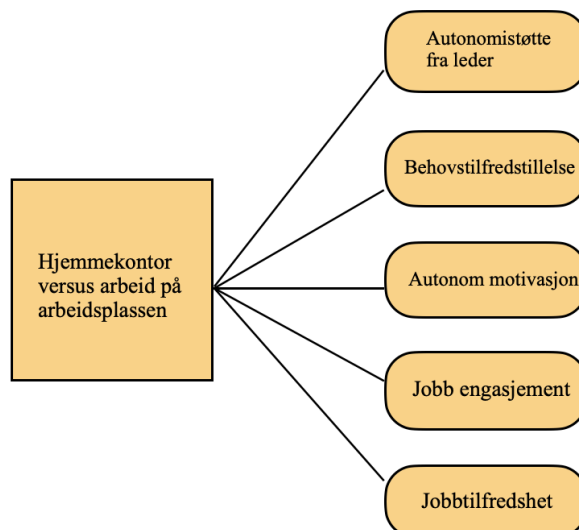 Autonomistøtte
fra leder
Behovstilfredstillelse
Hjemmekontor
versus arbeid på
arbeidsplassen
Autonom motivasjon
Jobb engasjement
Jobbtilfredshet